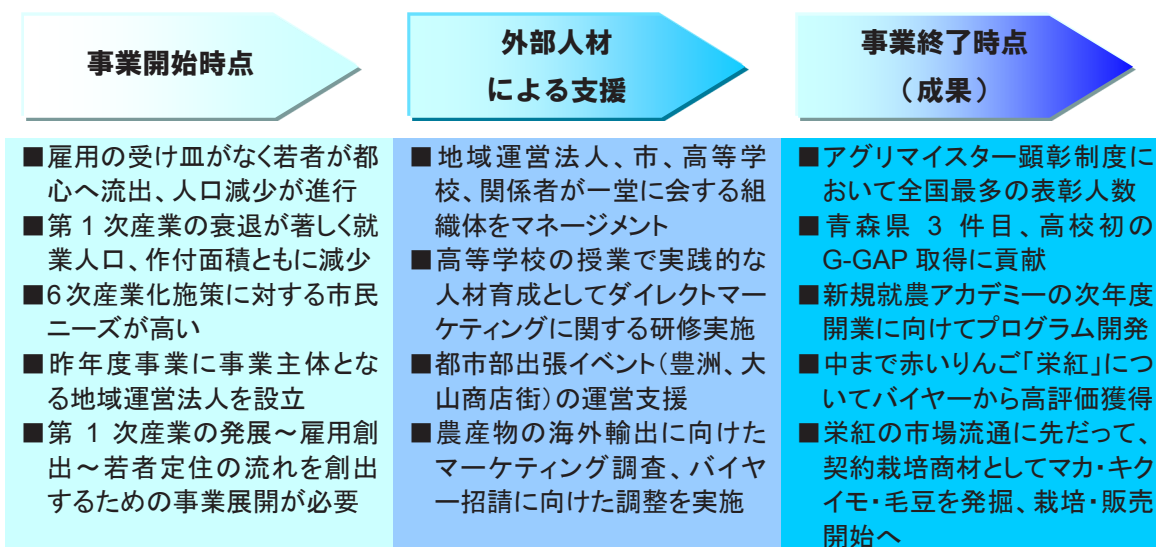 事業開始時点
■雇用の受け皿がなく若者が都
心へ流出、人口減少が進行
■第1次産業の衰退が著しく就
業人口、作付面積ともに減少
■6次産業化施策に対する市民
ニーズが高い
■昨年度事業に事業主体とな
る地域運営法人を設立
■第 1 次産業の発展～雇用創
出～若者定住の流れを創出
するための事業展開が必要
外部人材
による支援
■地域運営法人、市、高等学
校、関係者が一堂に会する組
織体をマネージメント
■高等学校の授業で実践的な
人材育成としてダイレクトマー
ケティングに関する研修実施
■都市部出張イベント（豊洲、大
山商店街）の運営支援
■農産物の海外輸出に向けた
マーケティング調査、バイヤ
ー招請に向けた調整を実施
事業終了時点
（成果）
■アグリマイスター顕彰制度に
おいて全国最多の表彰人数
■青森県 3 件目、高校初の
G-GAP 取得に貢献
■新規就農アカデミーの次年度
開業に向けてプログラム開発
■中まで赤いりんご「栄紅」につ
いてバイヤーから高評価獲得
■栄紅の市場流通に先だって、
契約栽培商材としてマカ・キク
イモ・毛豆を発掘、栽培・販売
開始へ